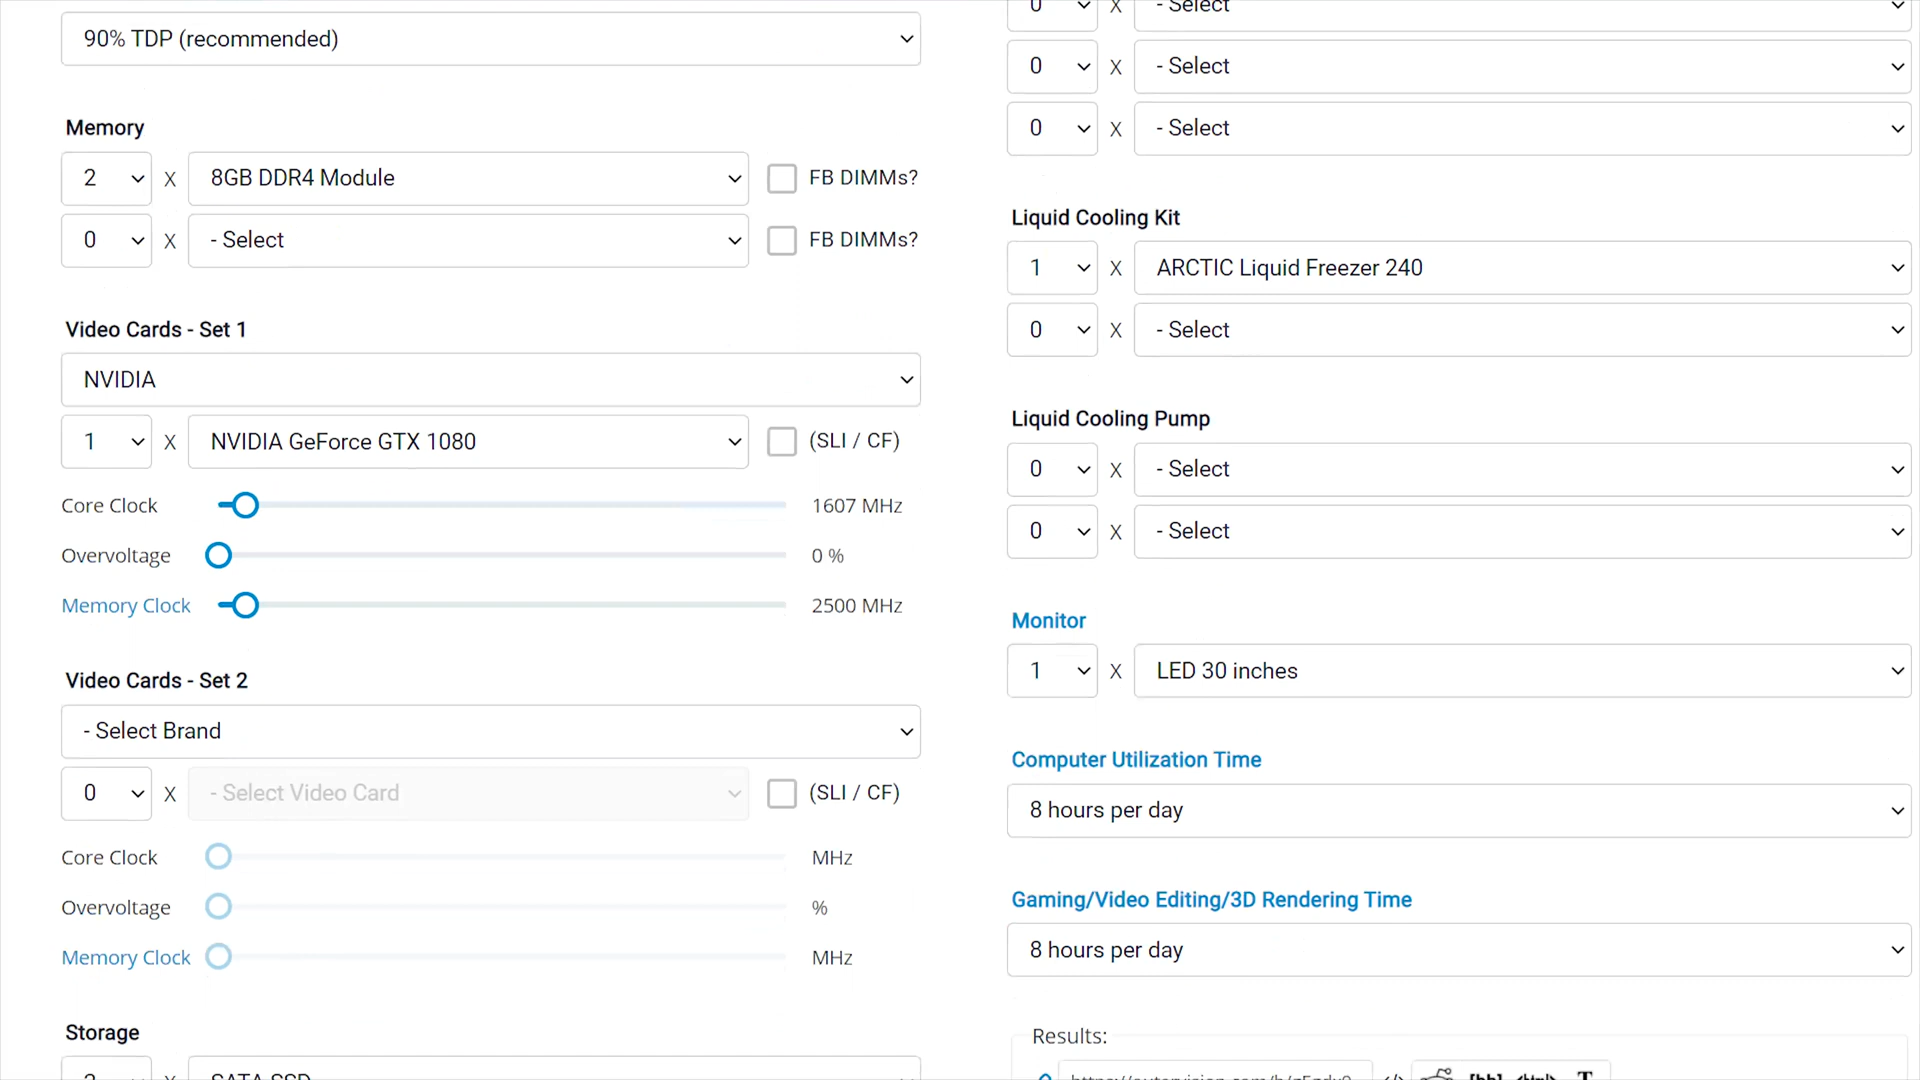 90% TDP (recommended)
Memory
2 X 8GB DDR4 Module FB DIMMs?
0 X - Select FB DIMMs?
Video Cards - Set 1
NVIDIA
1 X NVIDIA GeForce GTX 1080 (SLI / CF)
Core Clock 1607 MHz
Overvoltage 0 %
Memory Clock 2500 MHz
Video Cards - Set 2
- Select Brand
0 X - Select Video Card (SLI / CF)
Core Clock MHz
Overvoltage %
Memory Clock MHz
Storage
X SATA SSD
0 X - Select
0 X - Select
0 X - Select
Liquid Cooling Kit
1 X ARCTIC Liquid Freezer 240
0 X - Select
Liquid Cooling Pump
0 X - Select
0 X - Select
Monitor
1 X LED 30 inches
Computer Utilization Time
8 hours per day
Gaming/Video Editing/3D Rendering Time
8 hours per day
Results: